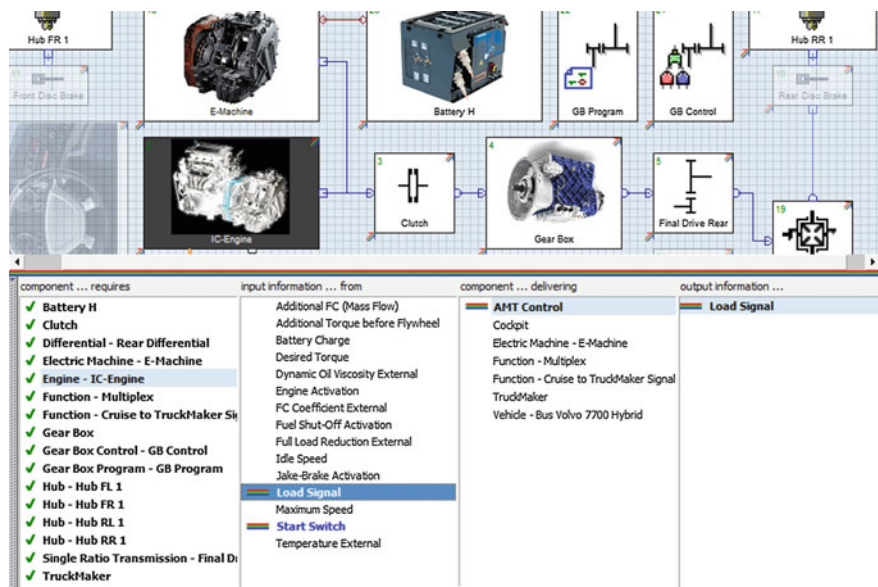 Hub FR 1
E-Machine
Battery H
GB Program
GB Control
Hub RR 1
Front Disc Brake
Rear Disc Brake
IC-Engine
3
Clutch
4
Gear Box
5
Final Drive Rear
19
component ... requires
Battery H
Clutch
Differential - Rear Differential
Electric Machine - E-Machine
Engine - IC-Engine
Function - Multiplex
Function - Cruise to TruckMaker Sig
Gear Box
Gear Box Control - GB Control
Gear Box Program - GB Program
Hub - Hub FL 1
Hub - Hub FR 1
Hub - Hub RL 1
Hub - Hub RR 1
Single Ratio Transmission - Final D
TruckMaker
input information ... from
Additional FC (Mass Flow)
Additional Torque before Flywheel
Battery Charge
Desired Torque
Dynamic Oil Viscosity External
Engine Activation
FC Coefficient External
Fuel Shut-Off Activation
Full Load Reduction External
Idle Speed
Jake-Brake Activation
Load Signal
Maximum Speed
Start Switch
Temperature External
component ... delivering
AMT Control
Cockpit
Electric Machine - E-Machine
Function - Multiplex
Function - Cruise to TruckMaker Signal
TruckMaker
Vehicle - Bus Volvo 7700 Hybrid
output information ...
Load Signal